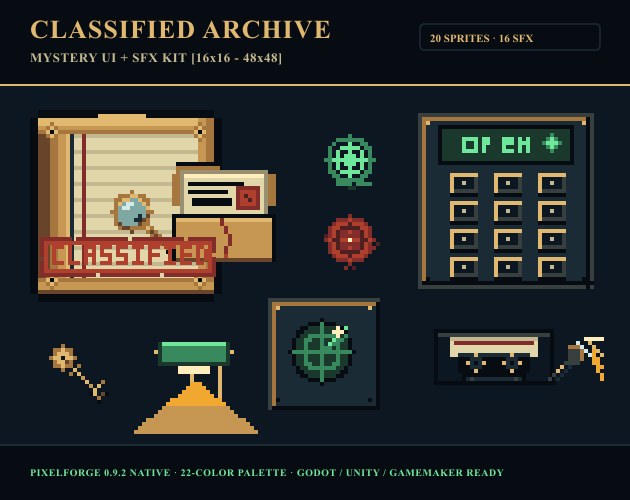 CLASSIFIED ARCHIVE
MYSTERY UI + SFX KIT [16x16 - 48x48]
20 SPRITES · 16 SFX
OPEN
CLASSIFIED
PIXELFORGE 0.9.2 NATIVE · 22-COLOR PALETTE · GODOT / UNITY / GAMEMAKER READY